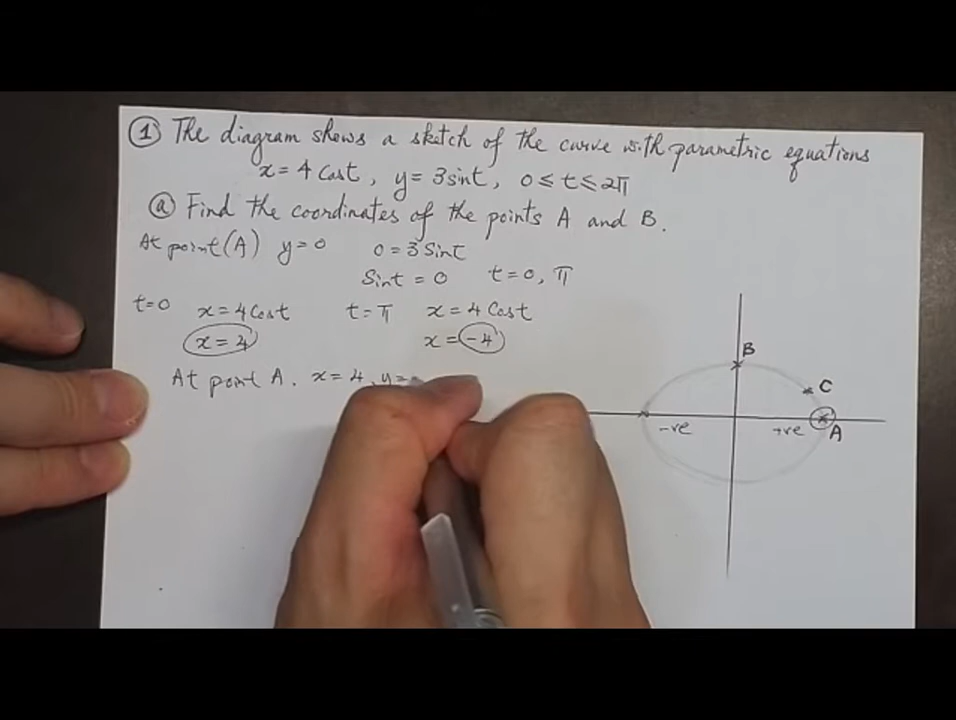 ① The diagram shows a sketch of the curve with parametric equations
x = 4 Cost, y = 3 sint, 0 ≤ t ≤ 2π
ⓐ Find the coordinates of the points A and B.
At point (A) y = 0 0 = 3 Sint
Sint = 0 t = 0, π
t=0 x = 4 Cost t = π x = 4 Cost
x = 4 x = -4
At point A. x = 4, y =
B
C
-ve +ve A